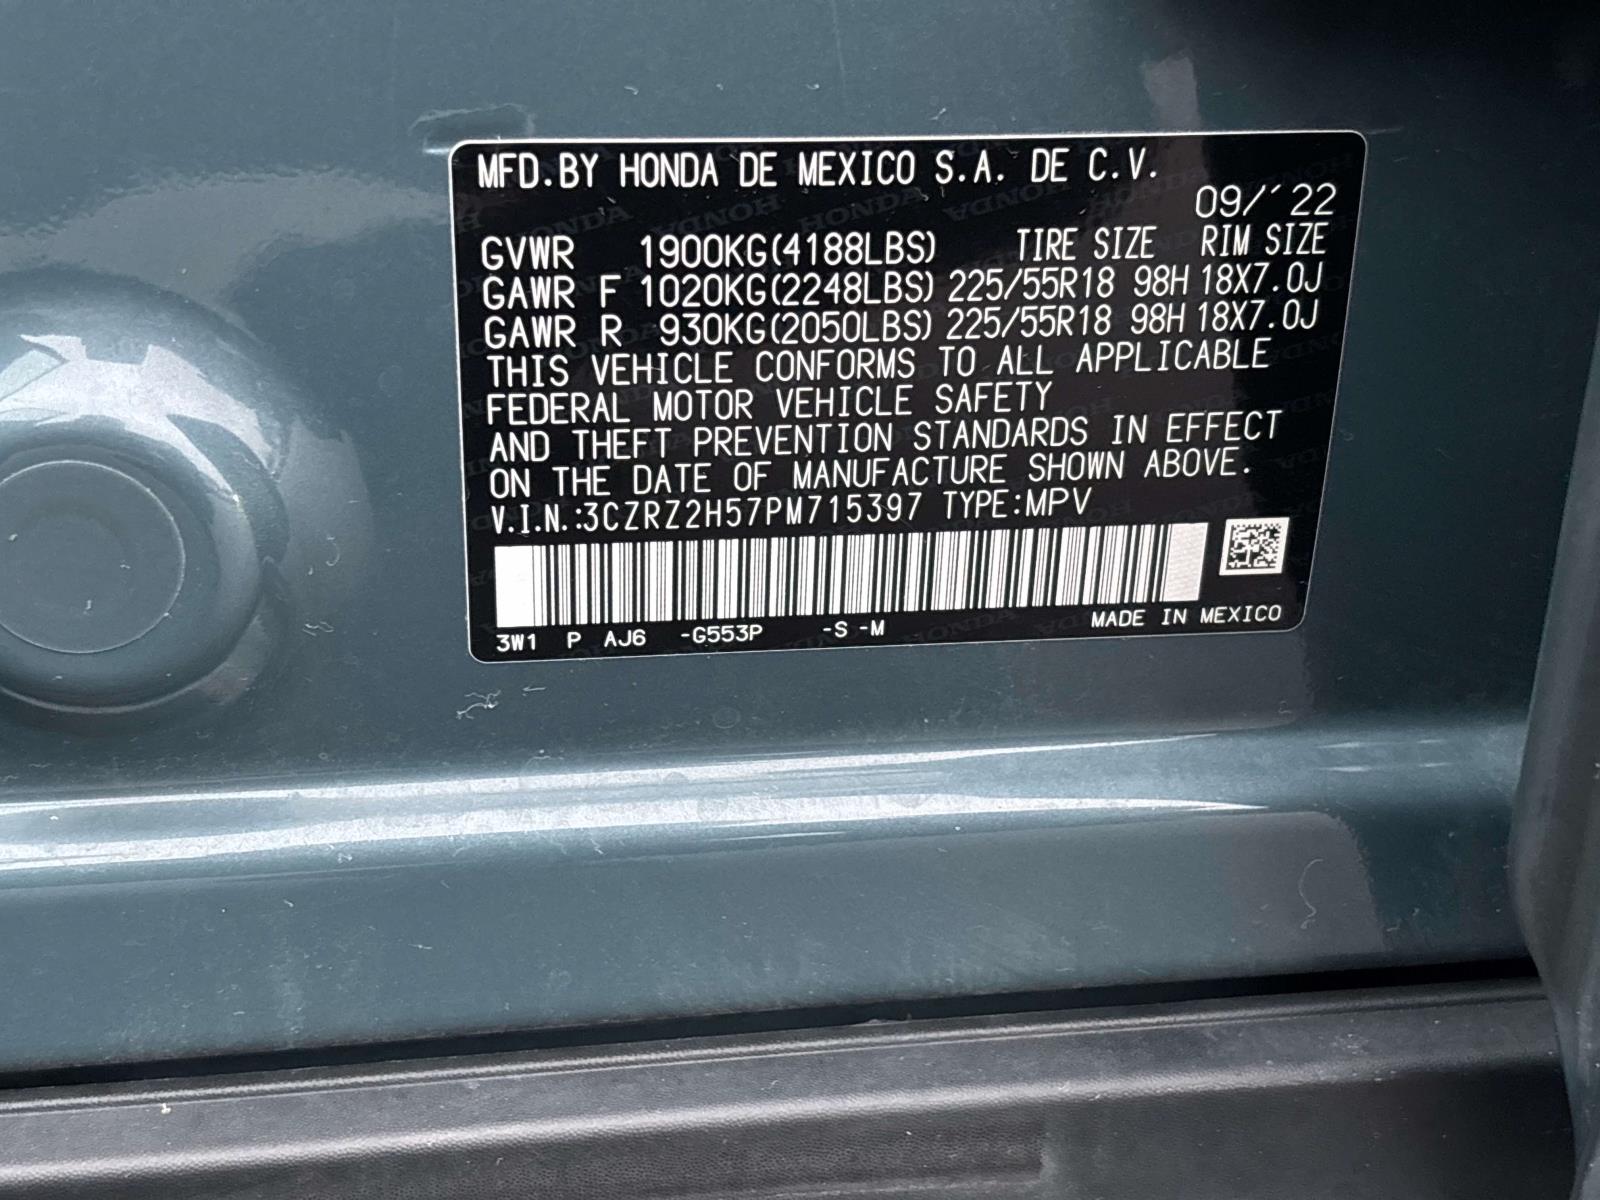 MFD.BY HONDA DE MEXICO S.A. DE C.V.
09/´22
GVWR 1900KG(4188LBS) TIRE SIZE RIM SIZE
GAWR F 1020KG(2248LBS) 225/55R18 98H 18X7.0J
GAWR R 930KG(2050LBS) 225/55R18 98H 18X7.0J
THIS VEHICLE CONFORMS TO ALL APPLICABLE
FEDERAL MOTOR VEHICLE SAFETY
AND THEFT PREVENTION STANDARDS IN EFFECT
ON THE DATE OF MANUFACTURE SHOWN ABOVE.
V.I.N.:3CZRZ2H57PM715397 TYPE:MPV
3W1 P AJ6 -G553P -S -M MADE IN MEXICO